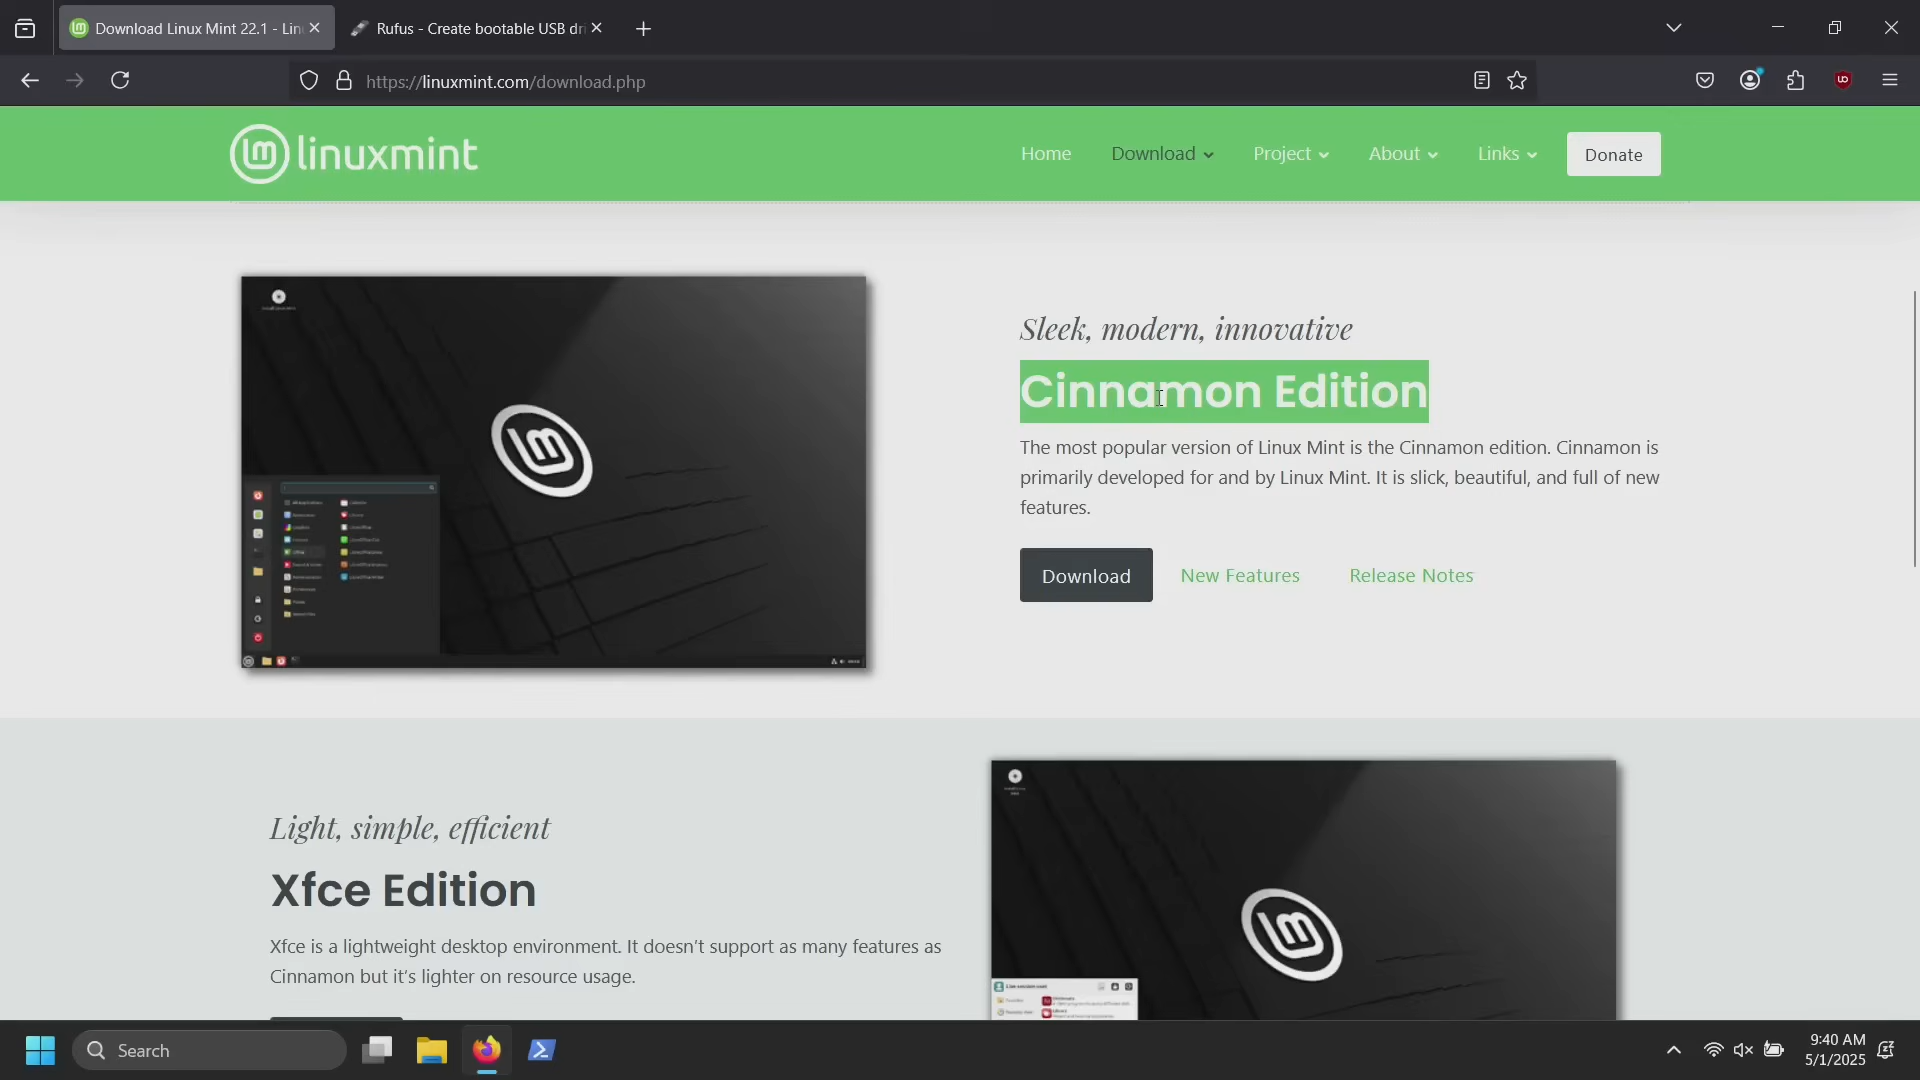 Download Linux Mint 22.1 - Lin
Rufus - Create bootable USB dri
https://linuxmint.com/download.php
linuxmint
Home
Download
Project
About
Links
Donate
Sleek, modern, innovative
Cinnamon Edition
The most popular version of Linux Mint is the Cinnamon edition. Cinnamon is
primarily developed for and by Linux Mint. It is slick, beautiful, and full of new
features.
Download
New Features
Release Notes
Light, simple, efficient
Xfce Edition
Xfce is a lightweight desktop environment. It doesn't support as many features as
Cinnamon but it's lighter on resource usage.
Search
9:40 AM
5/1/2025